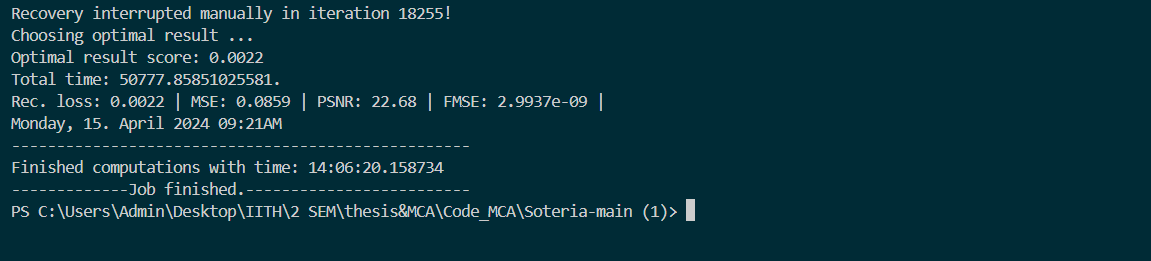 Recovery interrupted manually in iteration 18255!
Choosing optimal result ...
Optimal result score: 0.0022
Total time: 50777.85851025581.
Rec. loss: 0.0022 | MSE: 0.0859 | PSNR: 22.68 | FMSE: 2.9937e-09 |
Monday, 15. April 2024 09:21AM
---------------------------------------------------
Finished computations with time: 14:06:20.158734
-------------Job finished.-------------------------
PS C:\Users\Admin\Desktop\IITH\2 SEM\thesis&MCA\Code_MCA\Soteria-main (1)>